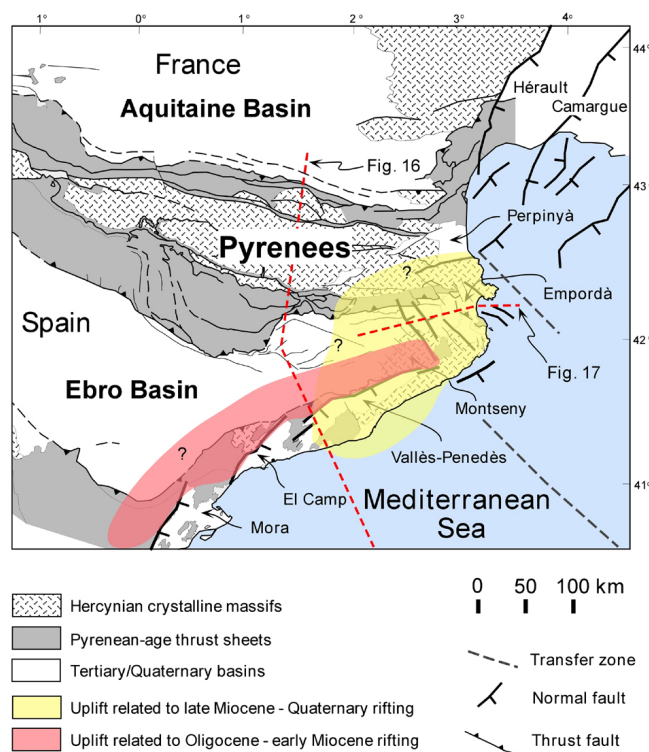 1°
0°
1°
2°
3°
4°
44°
France
Aquitaine Basin
Hérault
Camargue
Fig. 16
43°
Perpinyà
Pyrenees
?
Empordà
Spain
?
42°
Fig. 17
Ebro Basin
Montseny
Vallès-Penedès
?
41°
El Camp
Mediterranean
Sea
Mora
Hercynian crystalline massifs
Pyrenean-age thrust sheets
Tertiary/Quaternary basins
Uplift related to late Miocene - Quaternary rifting
Uplift related to Oligocene - early Miocene rifting
0 50 100 km
Transfer zone
Normal fault
Thrust fault